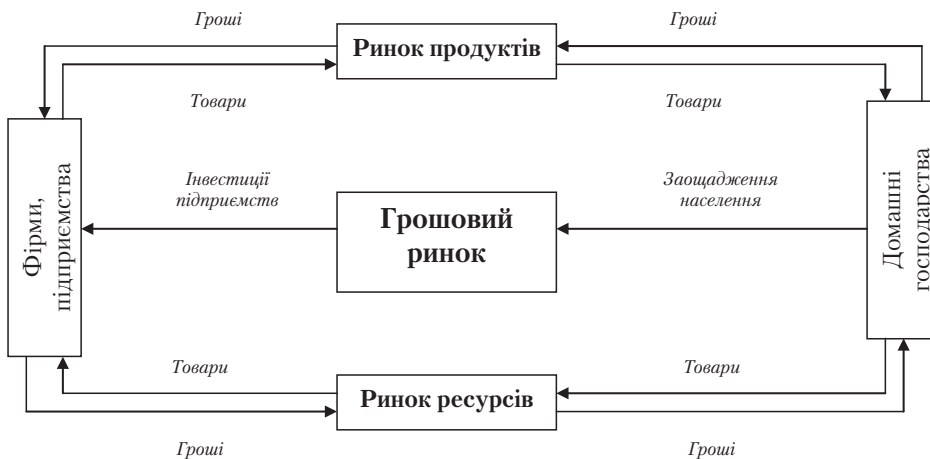 Гроші
Гроші
Ринок продуктів
Товари
Товари
Фірми,
підприємства
Інвестиції
підприємств
Грошовий
ринок
Заощадження
населення
Домашні
господарства
Товари
Товари
Ринок ресурсів
Гроші
Гроші